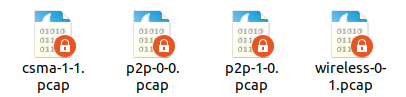 csma-1-1.
pcap
p2p-0-0.
pcap
p2p-1-0.
pcap
wireless-0-
1.pcap